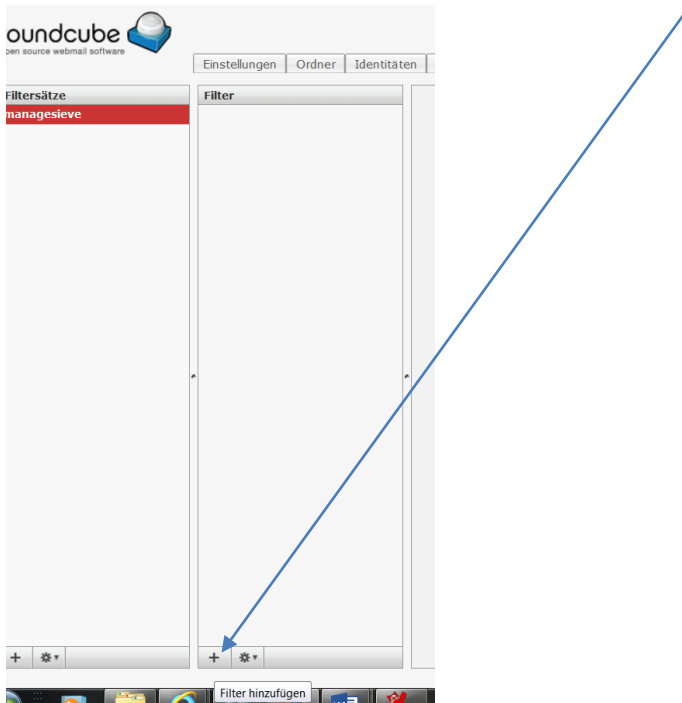 oundcube
pen source webmail software
Einstellungen Ordner Identitäten
Filtersätze
managesieve
Filter
Filter hinzufügen